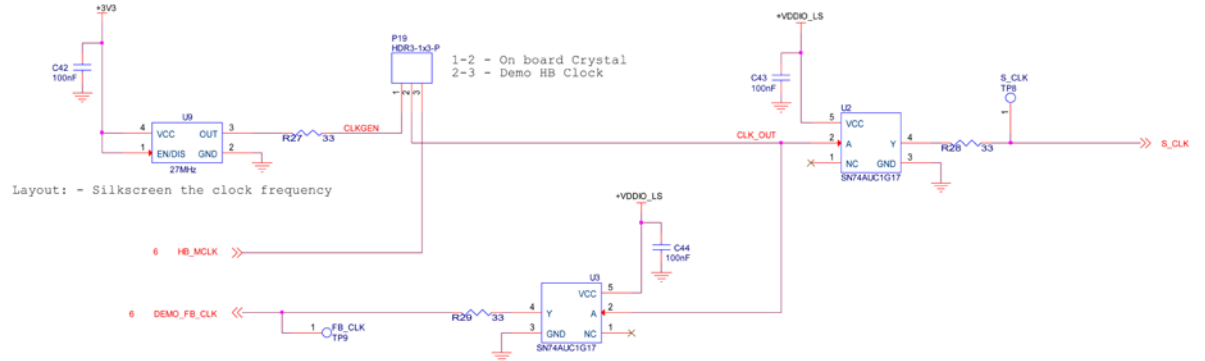 +3V3
C42
100nF
U9
4 VCC OUT 3
1 EN/DIS GND 2
27MHz
R27 33
CLKGEN
P19
HDR3-1x3-P
1 2 3
1-2 - On board Crystal
2-3 - Demo HB Clock
Layout: - Silkscreen the clock frequency
+VDDIO_LS
C43
100nF
U2
5 VCC
CLK_OUT 2 A Y 4
1 NC GND 3
SN74AUC1G17
R28 33
S_CLK
TP8
1
S_CLK
6 HB_MCLK
+VDDIO_LS
C44
100nF
U3
VCC 5
4 Y A 2
3 GND NC 1
SN74AUC1G17
6 DEMO_FB_CLK
R29 33
1 FB_CLK
TP9